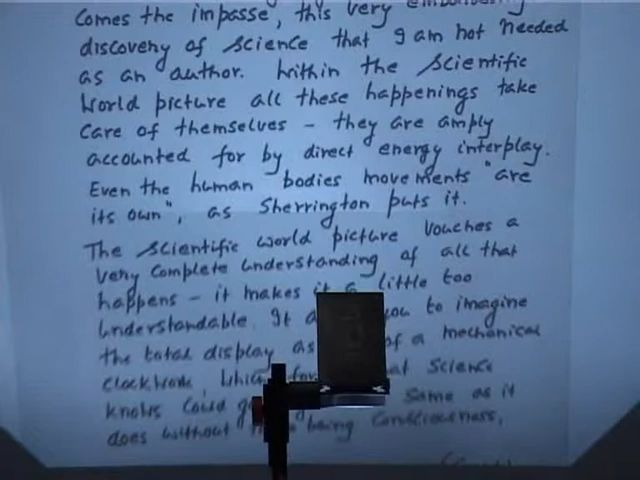 comes the impasse, this very
discovery of science that I am not needed
as an author. Within the scientific
World picture all these happenings take
care of themselves - they are amply
accounted for by direct energy interplay.
Even the human bodies movements "are
its own", as Sherrington puts it.
The scientific world picture vouches a
very complete understanding of all that
happens - it makes it a little too
understandable. It you to imagine
the total display as of a mechanical
clockwork, which for science
knows could same as it
does without being consciousness,